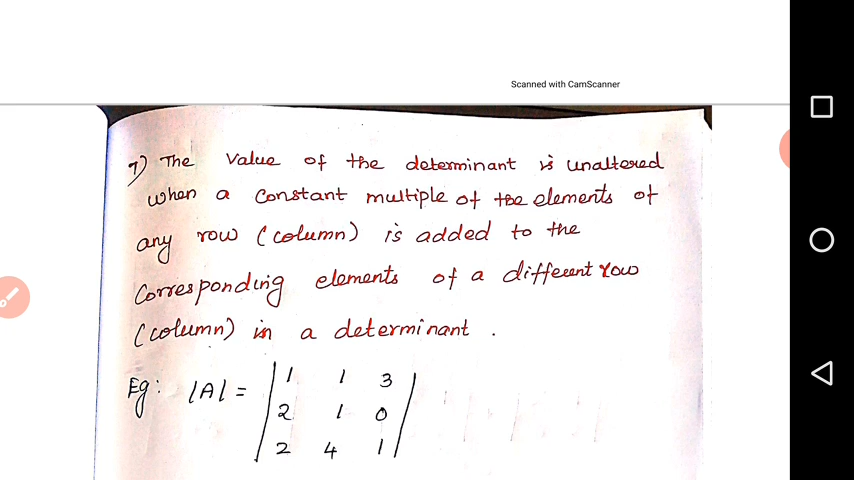 Scanned with CamScanner
7) The value of the determinant is unaltered
when a constant multiple of the elements of
any row (column) is added to the
corresponding elements of a different row
(column) in a determinant.
Eg: |A| = | 1 1 3 |
| 2 1 0 |
| 2 4 1 |